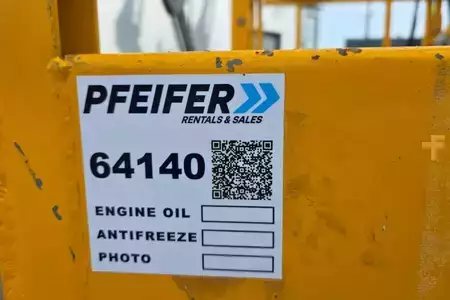 PFEIFER
RENTALS & SALES
64140
ENGINE OIL
ANTIFREEZE
PHOTO